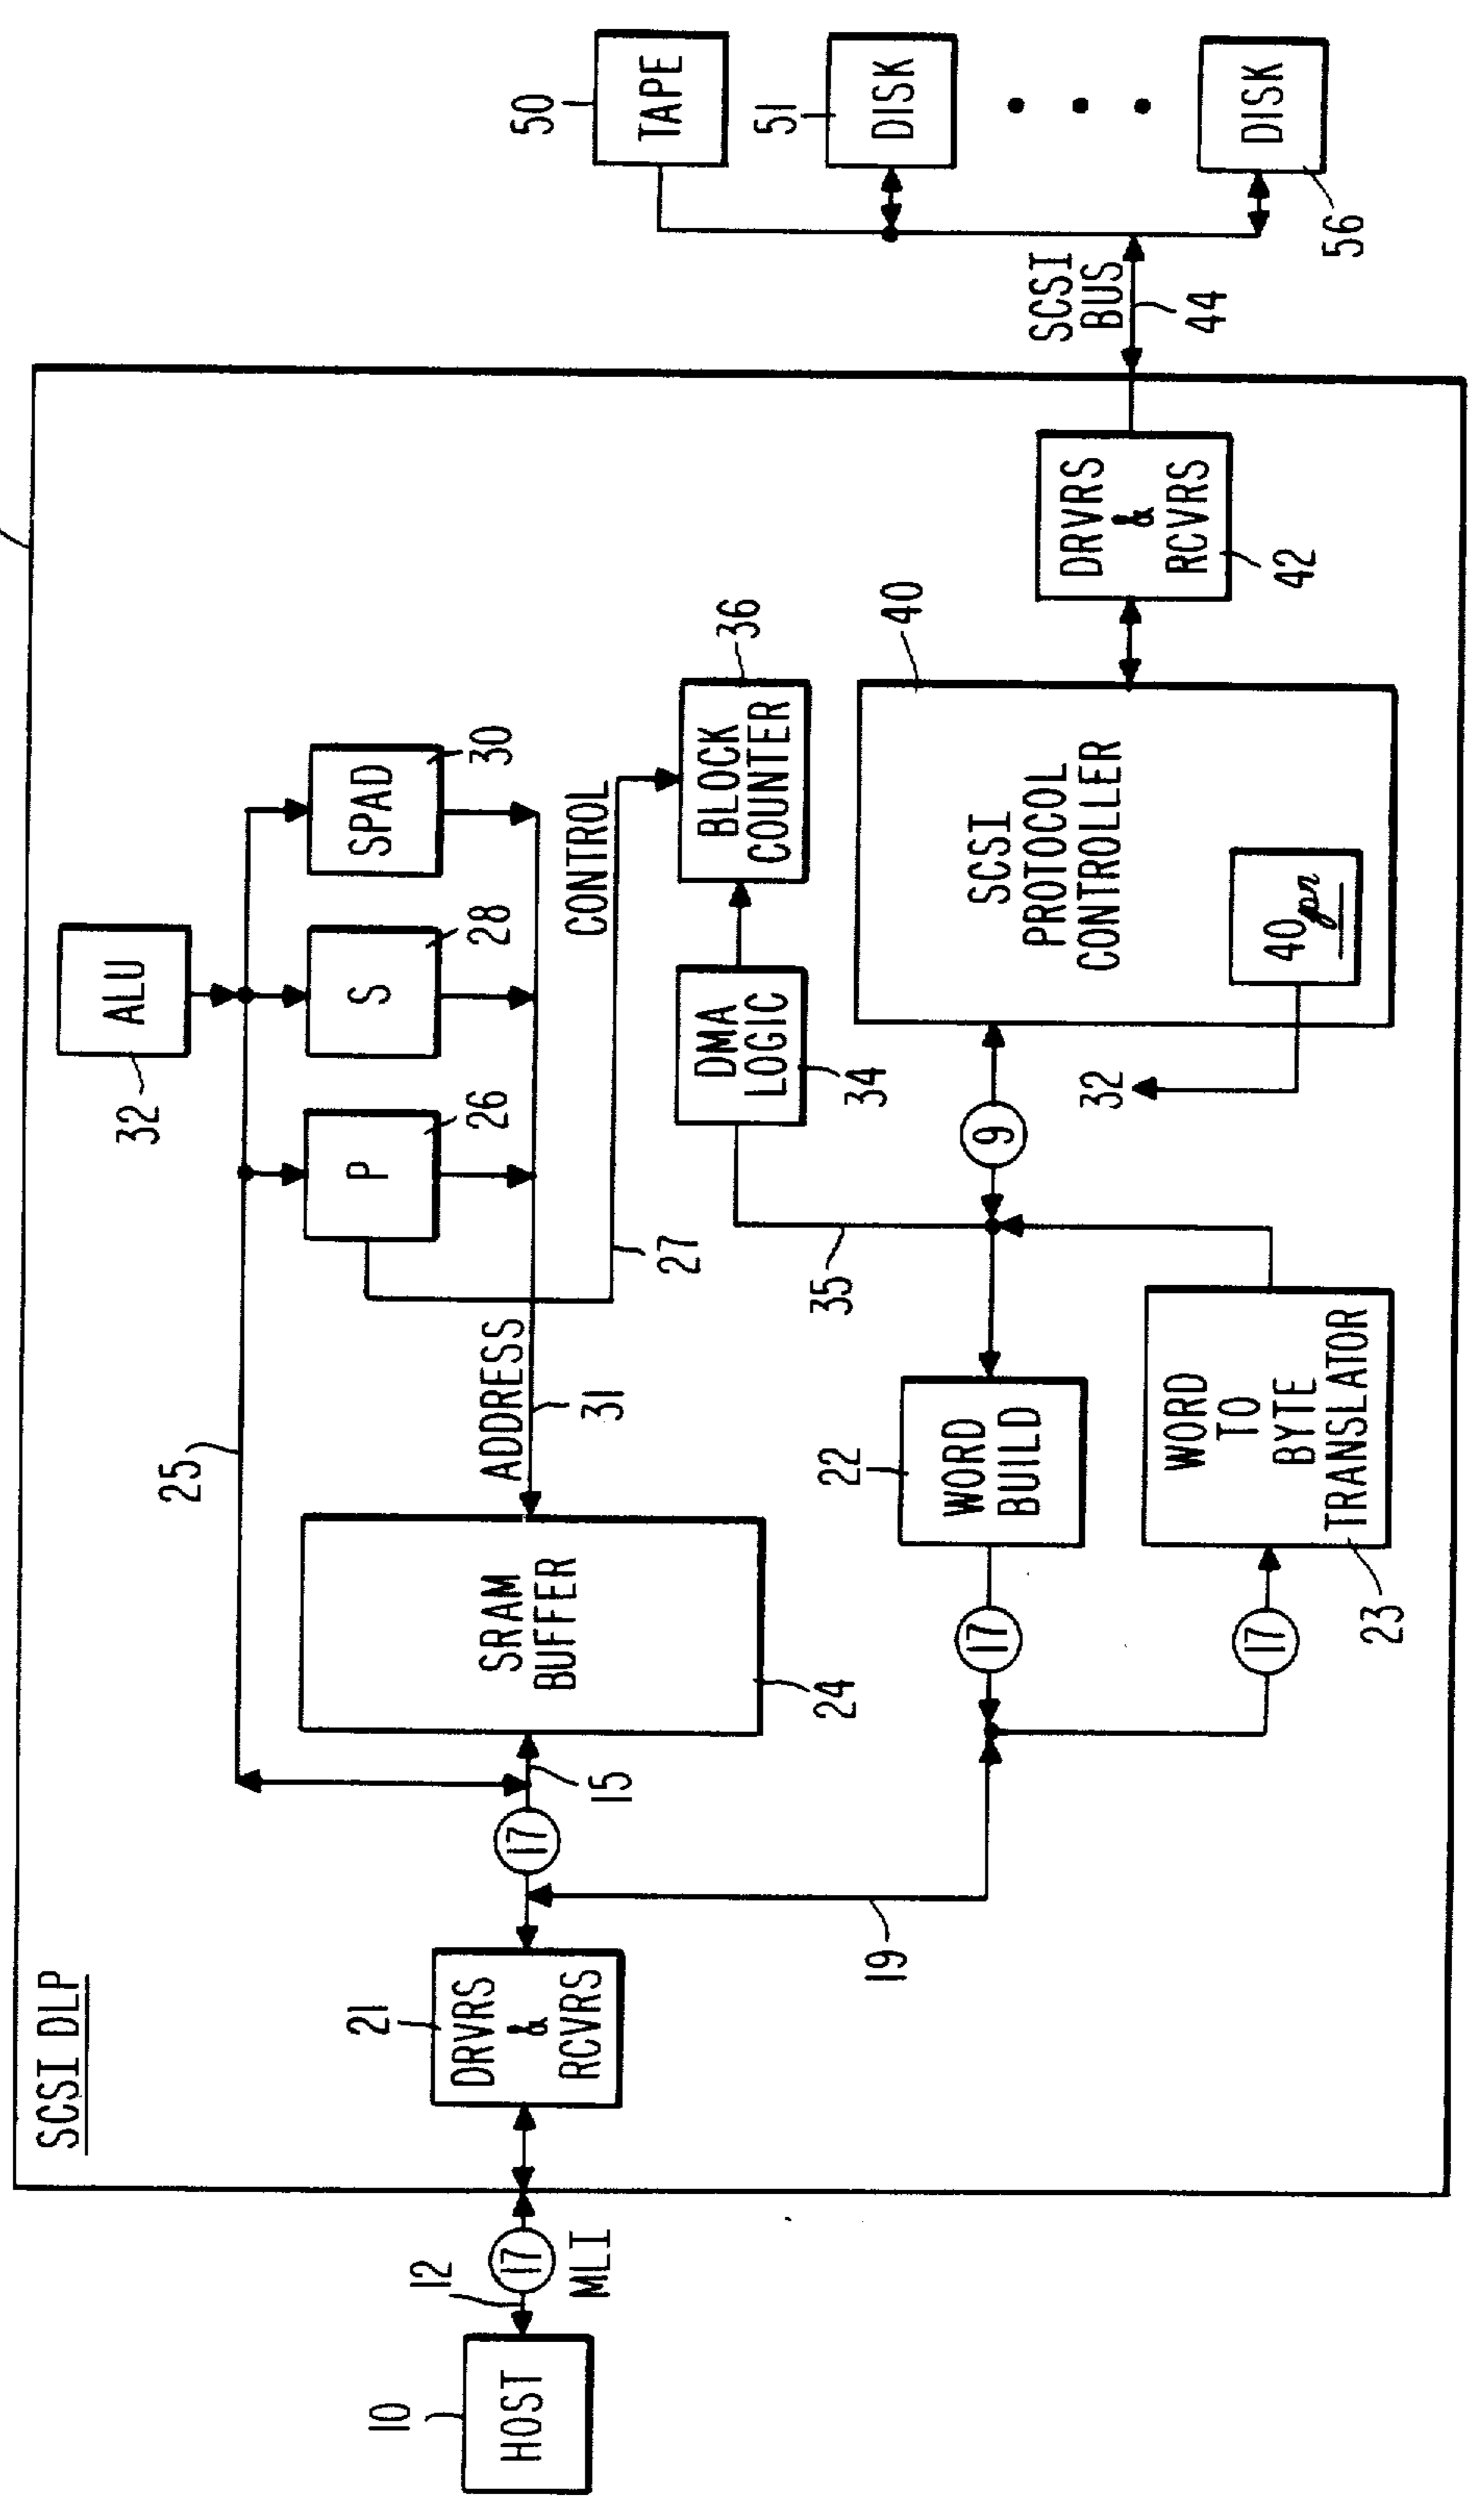 SCSI DLP
10
HOST
12
17
MLI
21
DRVRS
&
RCVRS
17
15
19
25
SRAM
BUFFER
24
ADDRESS
31
32
ALU
P
26
S
28
SPAD
30
27
CONTROL
DMA
LOGIC
34
BLOCK
COUNTER
36
35
22
WORD
BUILD
17
17
WORD
TO
BYTE
TRANSLATOR
23
9
32
SCSI
PROTOCOL
CONTROLLER
40
40pr
DRVRS
&
RCVRS
42
SCSI
BUS
44
50
TAPE
51
DISK
DISK
56